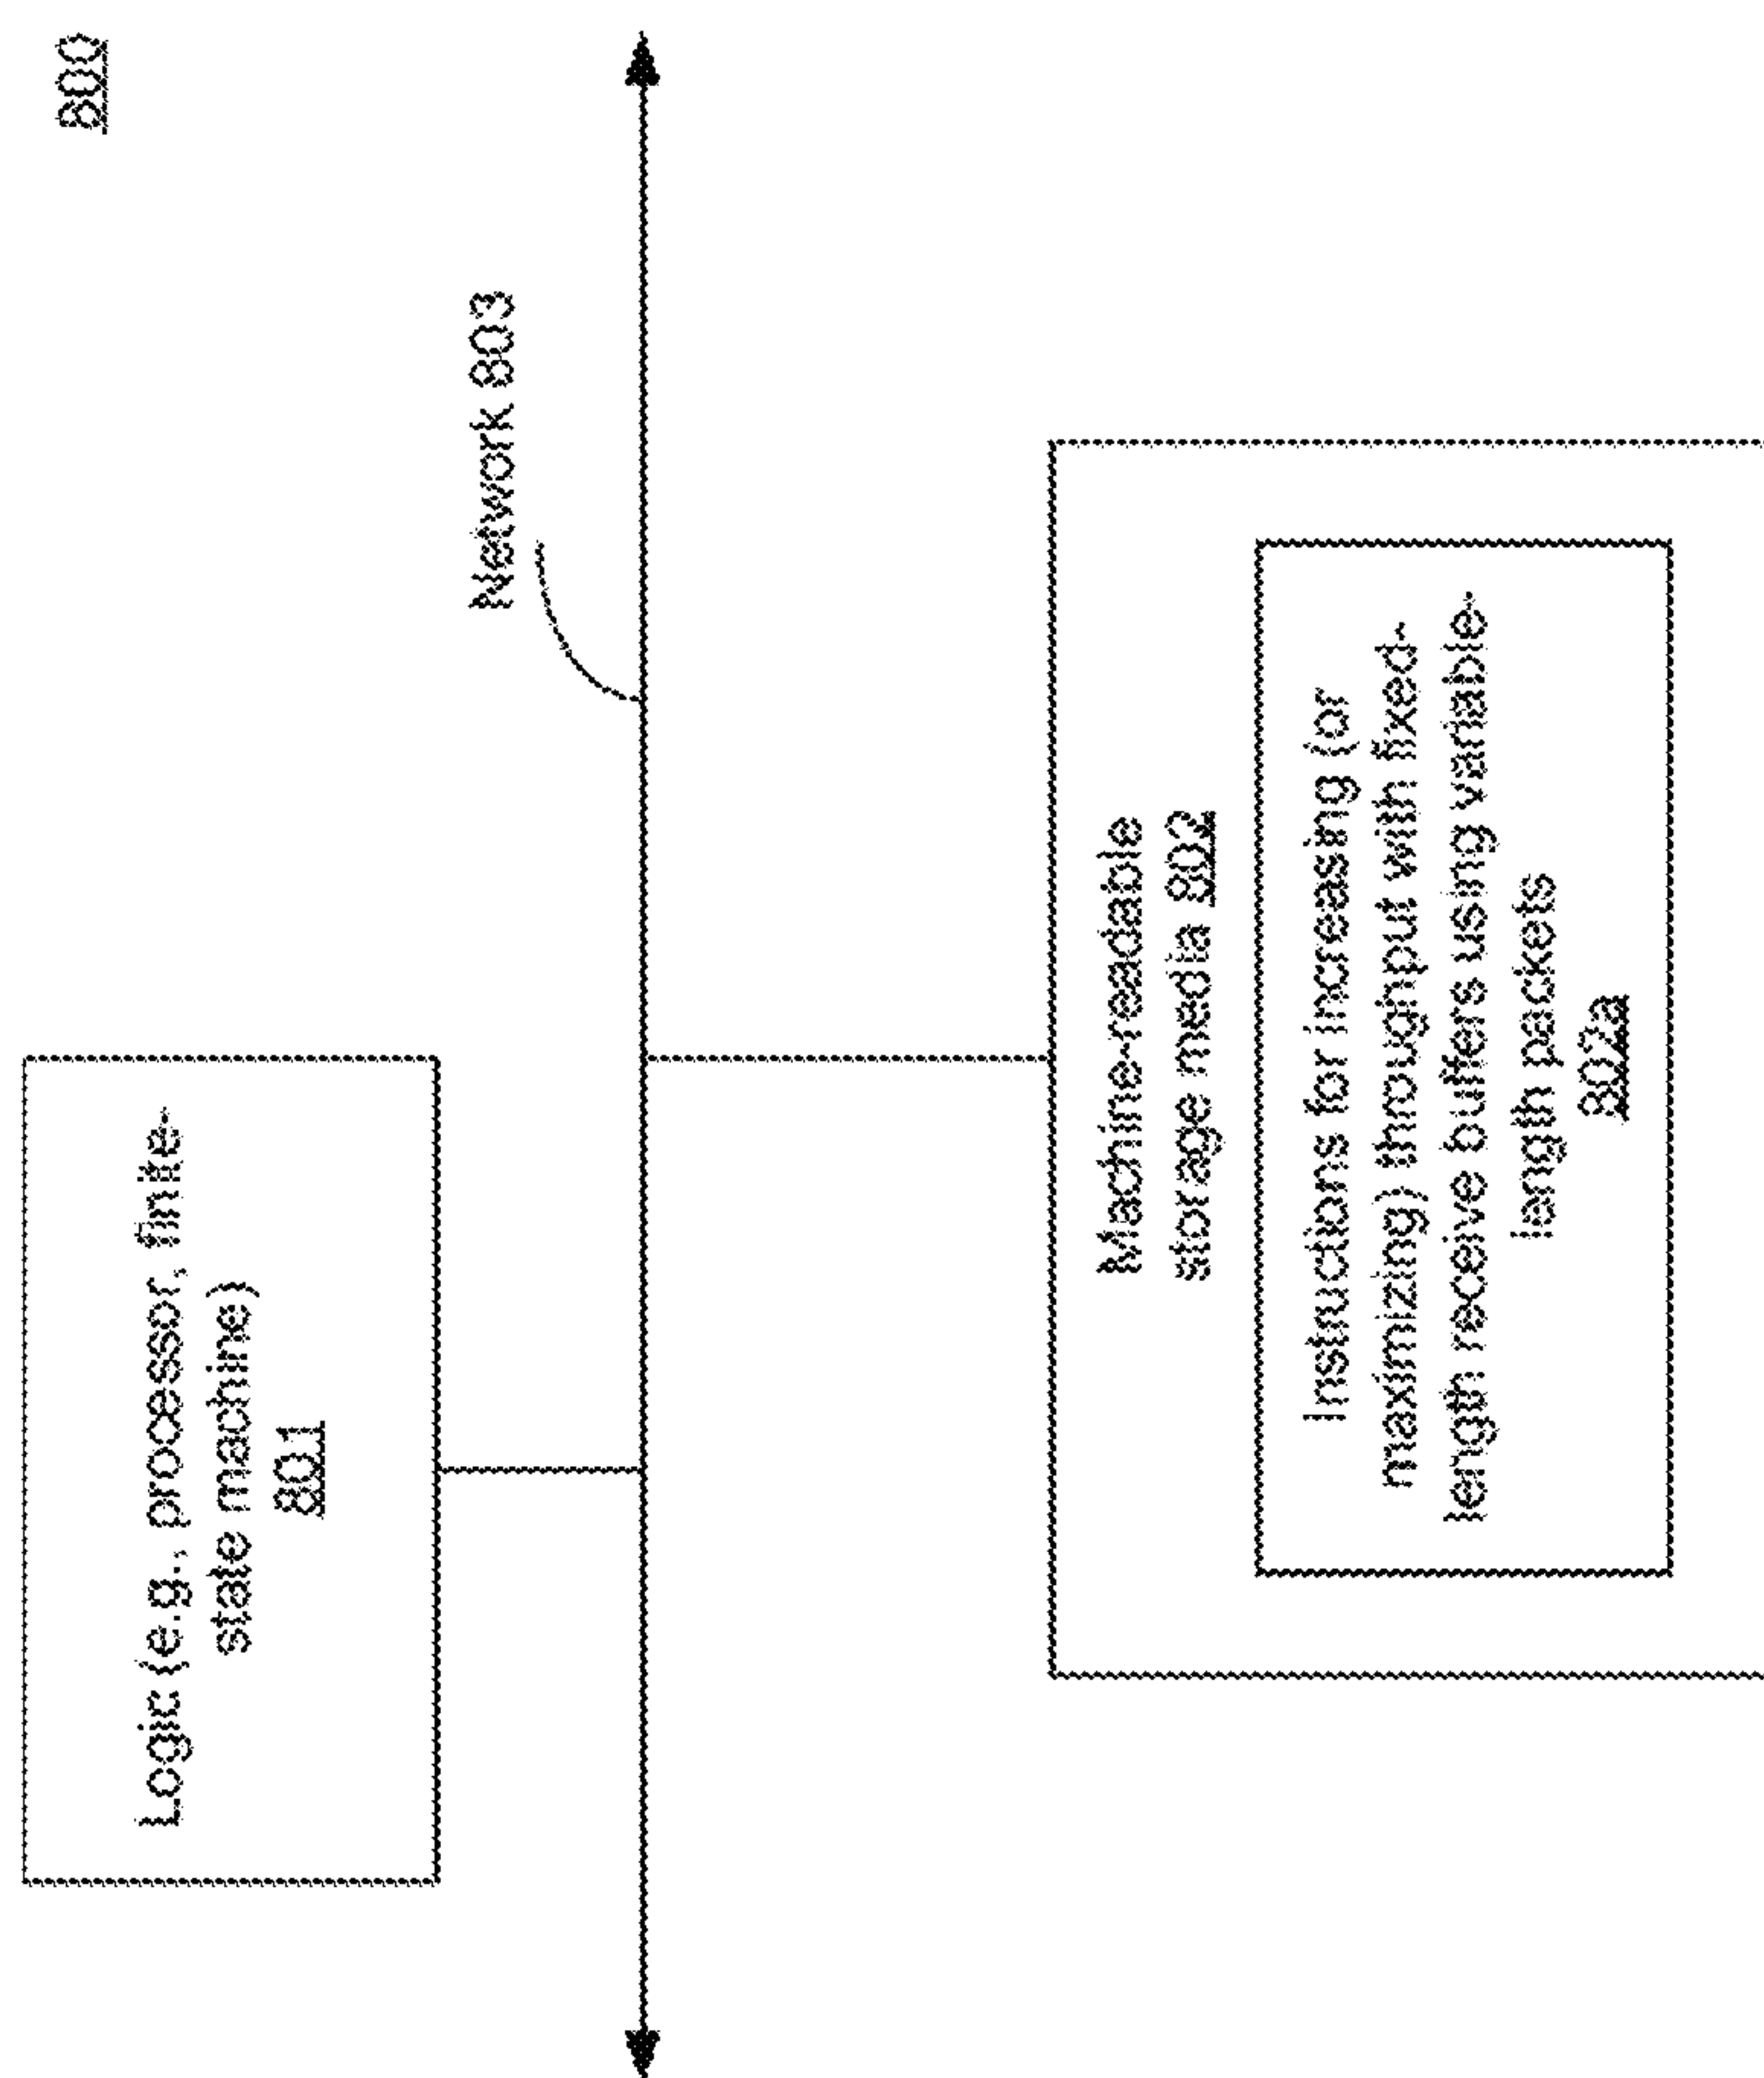 800
Logic (e.g., processor, finite-
state machine)
801
Network 803
Machine-readable
storage media 802
Instructions for increasing (or
maximizing) throughput with fixed-
length receive buffers using variable-
length packets
802a